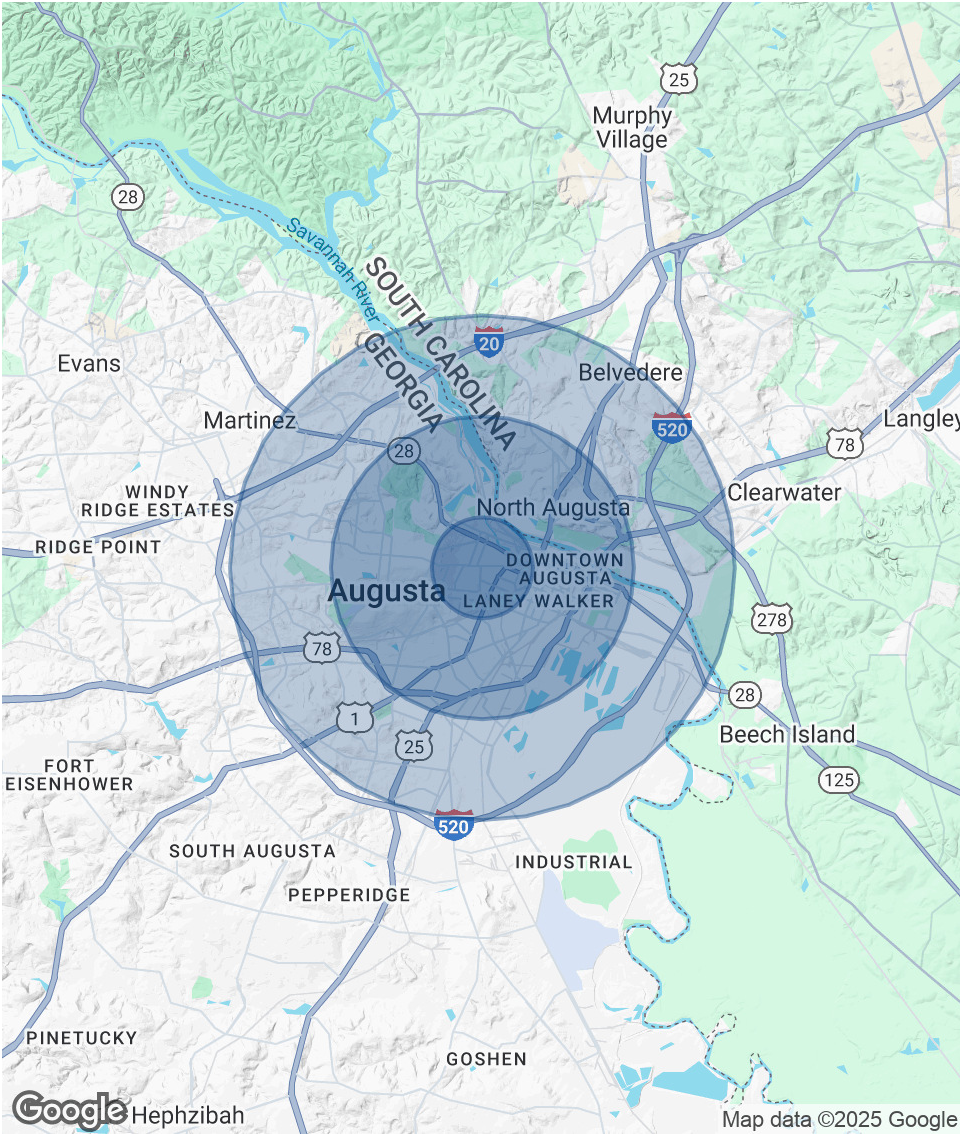 25
Murphy
Village
28
Savannah River
SOUTH CAROLINA
GEORGIA
20
Evans
Belvedere
Martinez
520
Langley
78
28
WINDY
RIDGE ESTATES
Clearwater
North Augusta
RIDGE POINT
DOWNTOWN
AUGUSTA
Augusta
LANEY WALKER
278
78
28
1
25
Beech Island
FORT
EISENHOWER
125
520
SOUTH AUGUSTA
INDUSTRIAL
PEPPERIDGE
PINETUCKY
GOSHEN
Google
Hephzibah
Map data ©2025 Google